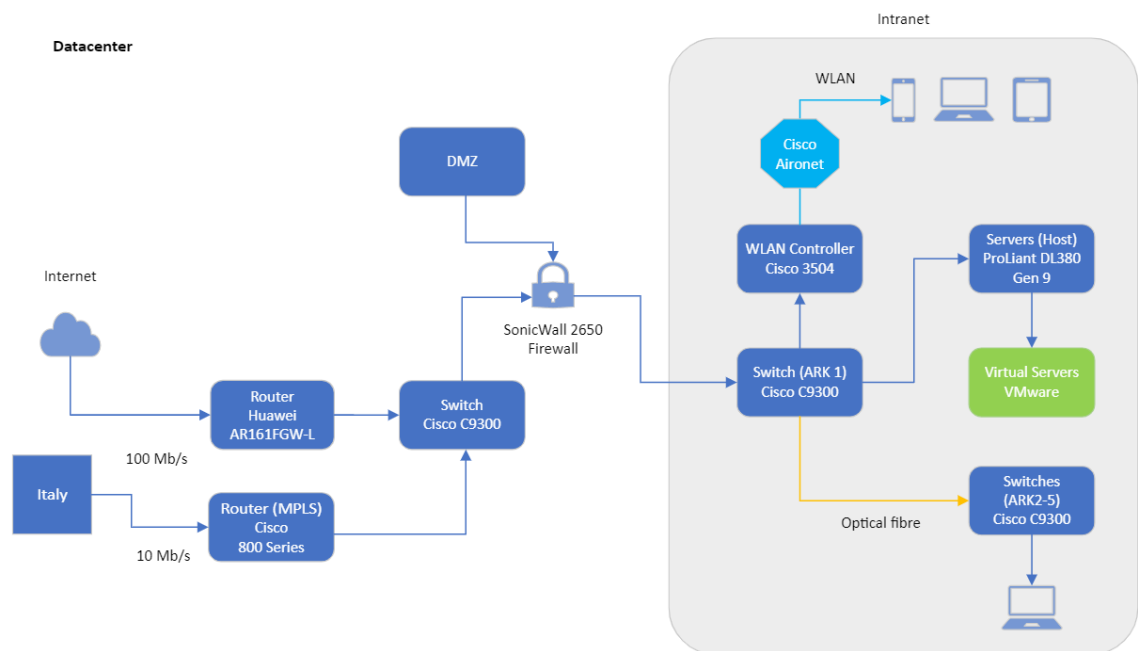 Intranet
Datacenter
WLAN
Cisco
Aironet
DMZ
WLAN Controller
Cisco 3504
Servers (Host)
ProLiant DL380
Gen 9
Internet
SonicWall 2650
Firewall
Router
Huawei
AR161FGW-L
Switch
Cisco C9300
Switch (ARK 1)
Cisco C9300
Virtual Servers
VMware
100 Mb/s
Italy
Router (MPLS)
Cisco
800 Series
10 Mb/s
Optical fibre
Switches
(ARK2-5)
Cisco C9300